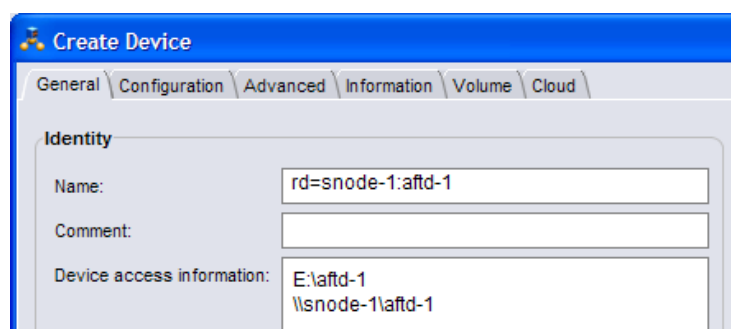 Create Device
General Configuration Advanced Information Volume Cloud
Identity
Name: rd=snode-1:aftd-1
Comment:
Device access information: E:\aftd-1
\\snode-1\aftd-1